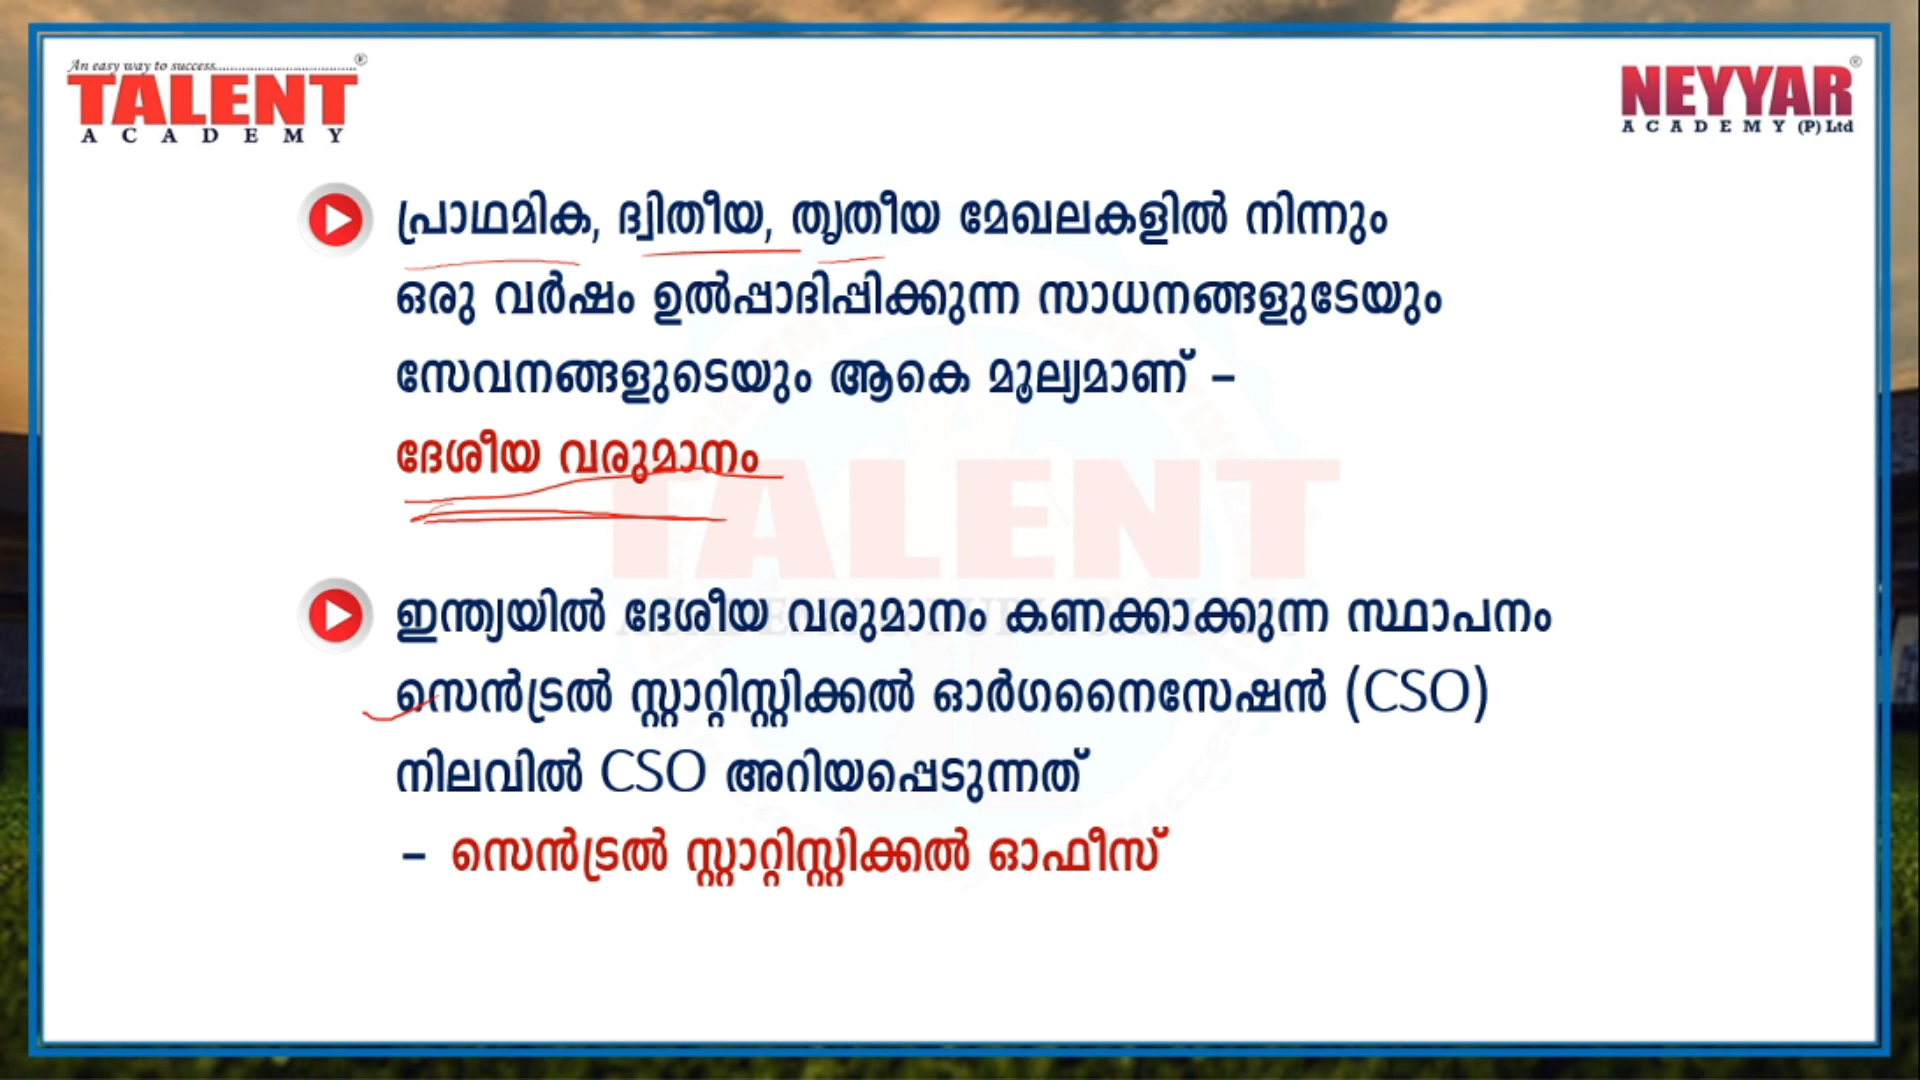 An easy way to success
TALENT
ACADEMY
NEYYAR
ACADEMY (P) Ltd
പ്രാഥമിക, ദ്വിതീയ, തൃതീയ മേഖലകളിൽ നിന്നും
ഒരു വർഷം ഉൽപ്പാദിപ്പിക്കുന്ന സാധനങ്ങളുടേയും
സേവനങ്ങളുടെയും ആകെ മൂല്യമാണ് –
ദേശീയ വരുമാനം
TALENT
ഇന്ത്യയിൽ ദേശീയ വരുമാനം കണക്കാക്കുന്ന സ്ഥാപനം
സെൻട്രൽ സ്റ്റാറ്റിസ്റ്റിക്കൽ ഓർഗനൈസേഷൻ (CSO)
നിലവിൽ CSO അറിയപ്പെടുന്നത്
– സെൻട്രൽ സ്റ്റാറ്റിസ്റ്റിക്കൽ ഓഫീസ്